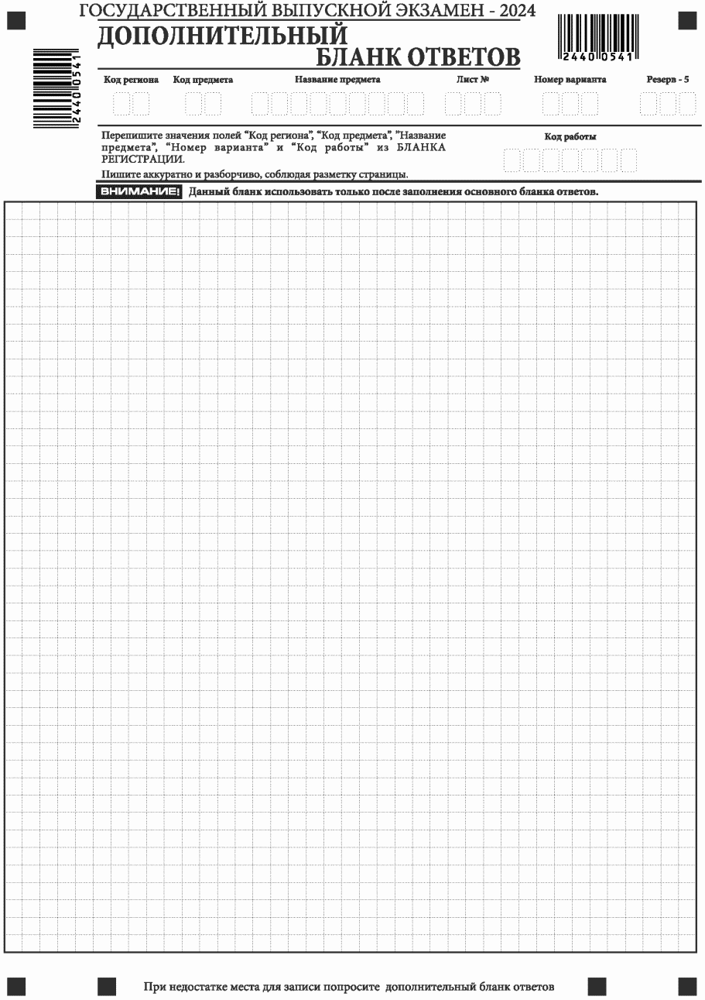 ГОСУДАРСТВЕННЫЙ ВЫПУСКНОЙ ЭКЗАМЕН - 2024
ДОПОЛНИТЕЛЬНЫЙ
БЛАНК ОТВЕТОВ
2440 0541
2440 0541
Код региона Код предмета Название предмета Лист № Номер варианта Резерв - 5
Перепишите значения полей “Код региона”, “Код предмета”, ”Название
предмета”, “Номер варианта” и “Код работы” из БЛАНКА
РЕГИСТРАЦИИ.
Пишите аккуратно и разборчиво, соблюдая разметку страницы.
Код работы
ВНИМАНИЕ! Данный бланк использовать только после заполнения основного бланка ответов.
При недостатке места для записи попросите дополнительный бланк ответов